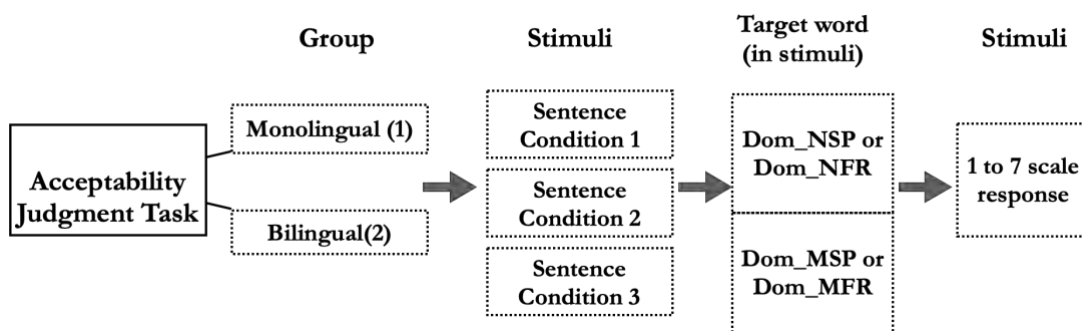 Group
Stimuli
Target word
(in stimuli)
Stimuli
Acceptability
Judgment Task
Monolingual (1)
Bilingual(2)
Sentence
Condition 1
Sentence
Condition 2
Sentence
Condition 3
Dom_NSP or
Dom_NFR
Dom_MSP or
Dom_MFR
1 to 7 scale
response